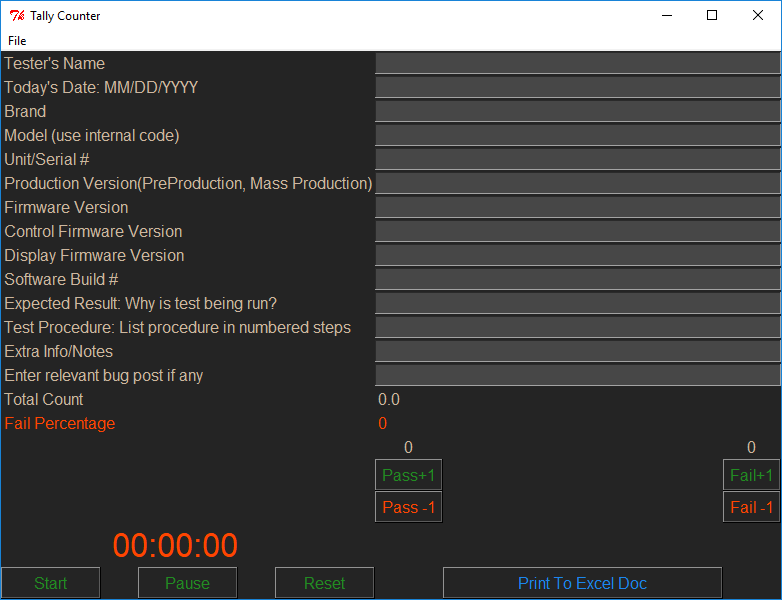 Tally Counter
File
Tester's Name
Today's Date: MM/DD/YYYY
Brand
Model (use internal code)
Unit/Serial #
Production Version(PreProduction, Mass Production)
Firmware Version
Control Firmware Version
Display Firmware Version
Software Build #
Expected Result: Why is test being run?
Test Procedure: List procedure in numbered steps
Extra Info/Notes
Enter relevant bug post if any
Total Count 0.0
Fail Percentage 0
0 0
Pass+1 Fail+1
Pass -1 Fail -1
00:00:00
Start Pause Reset Print To Excel Doc